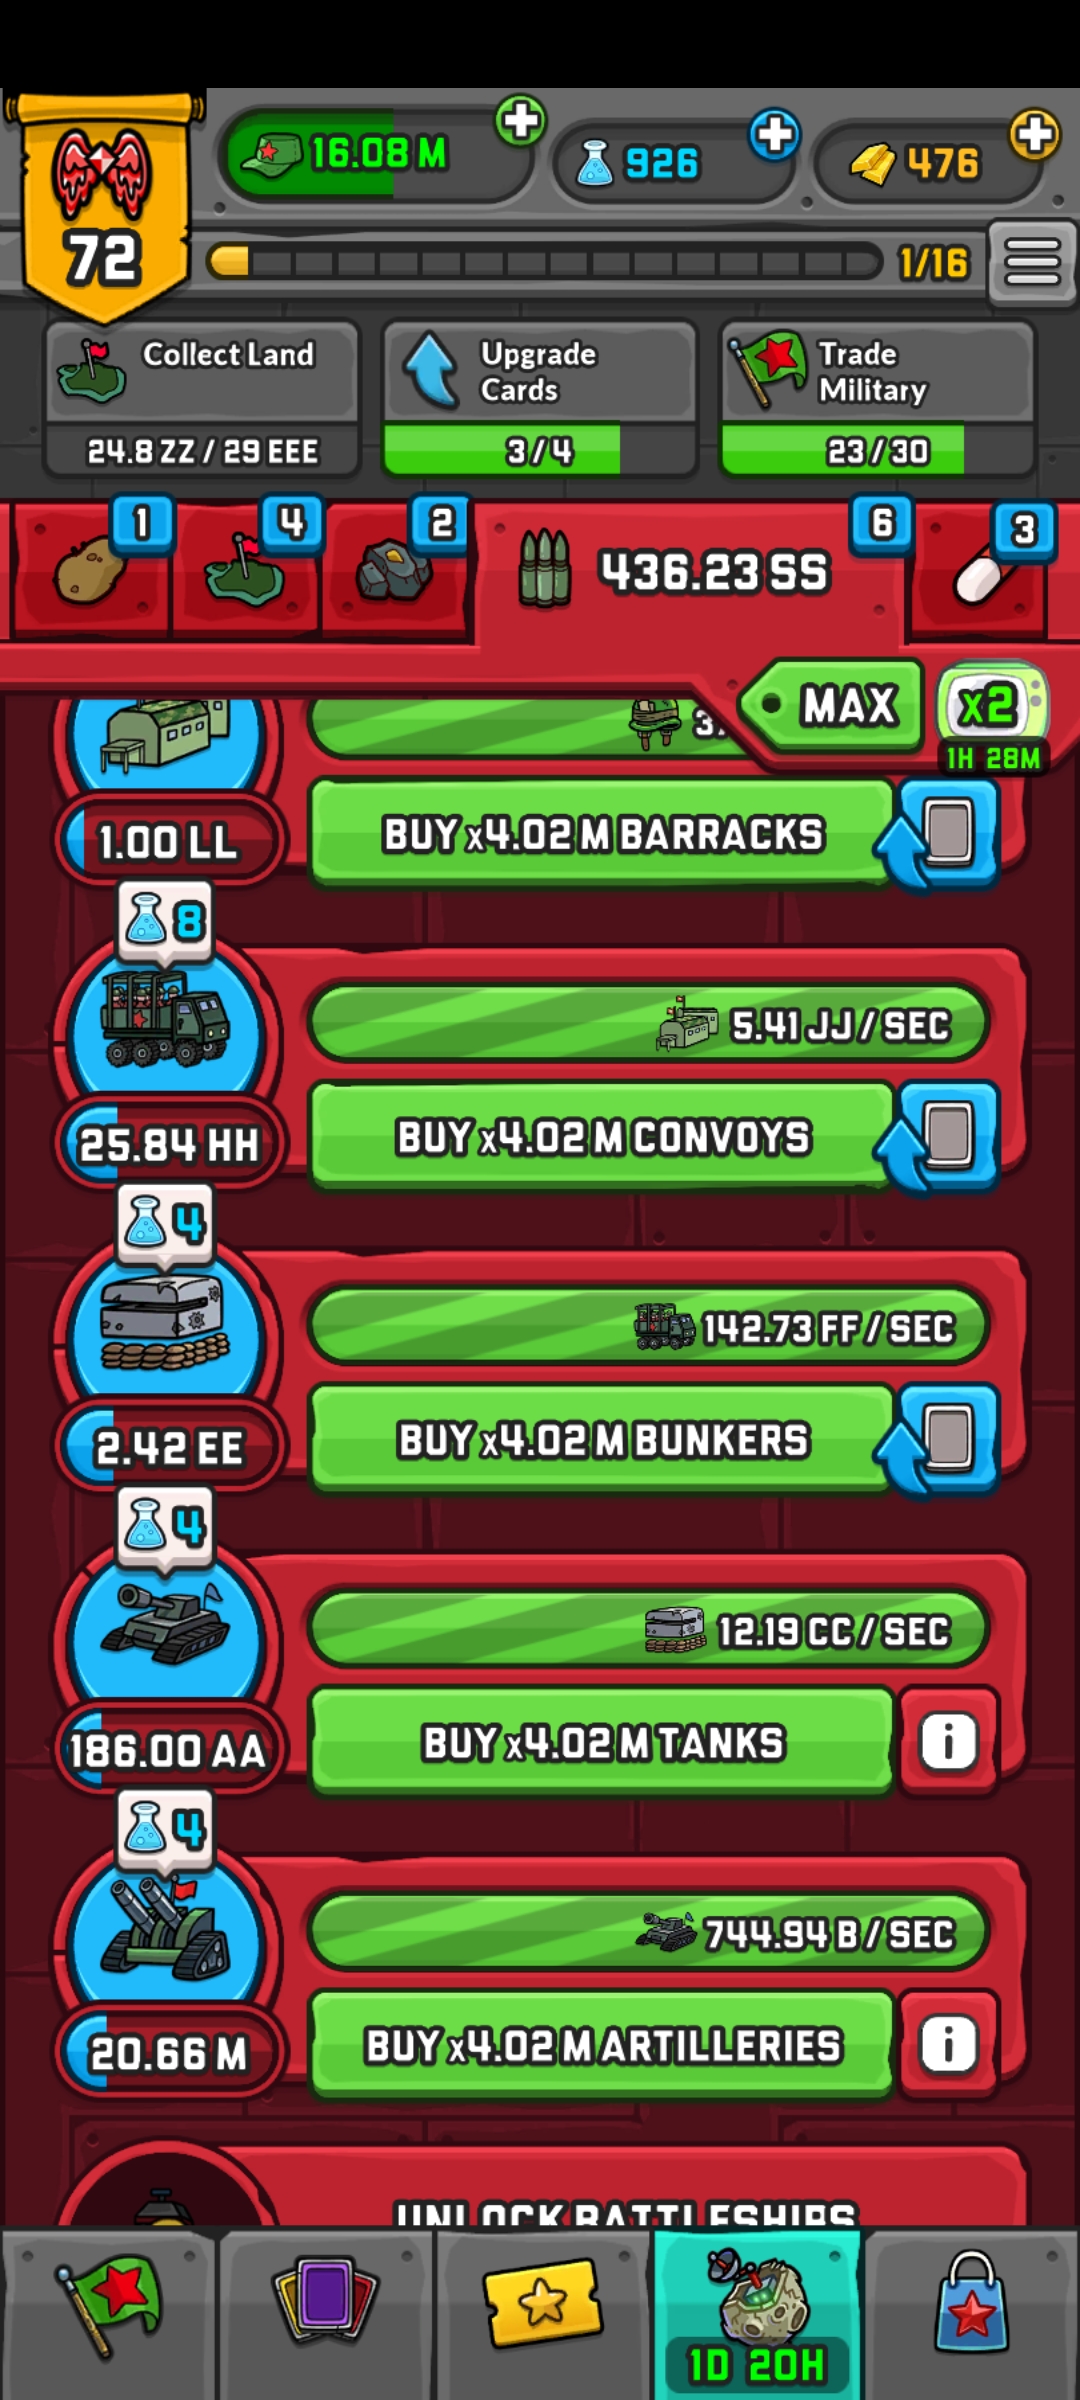 16.08 M
926
476
72
1/16
Collect Land
24.8 ZZ / 29 EEE
Upgrade
Cards
3/4
Trade
Military
23/30
1
4
2
436.23 SS
6
3
MAX
x2
1H 28M
1.00 LL
BUY x4.02 M BARRACKS
8
5.41 JJ / SEC
25.84 HH
BUY x4.02 M CONVOYS
4
142.73 FF / SEC
2.42 EE
BUY x4.02 M BUNKERS
4
12.19 CC / SEC
186.00 AA
BUY x4.02 M TANKS
i
4
744.94 B / SEC
20.66 M
BUY x4.02 M ARTILLERIES
i
UNLOCK BATTLESHIPS
1D 20H